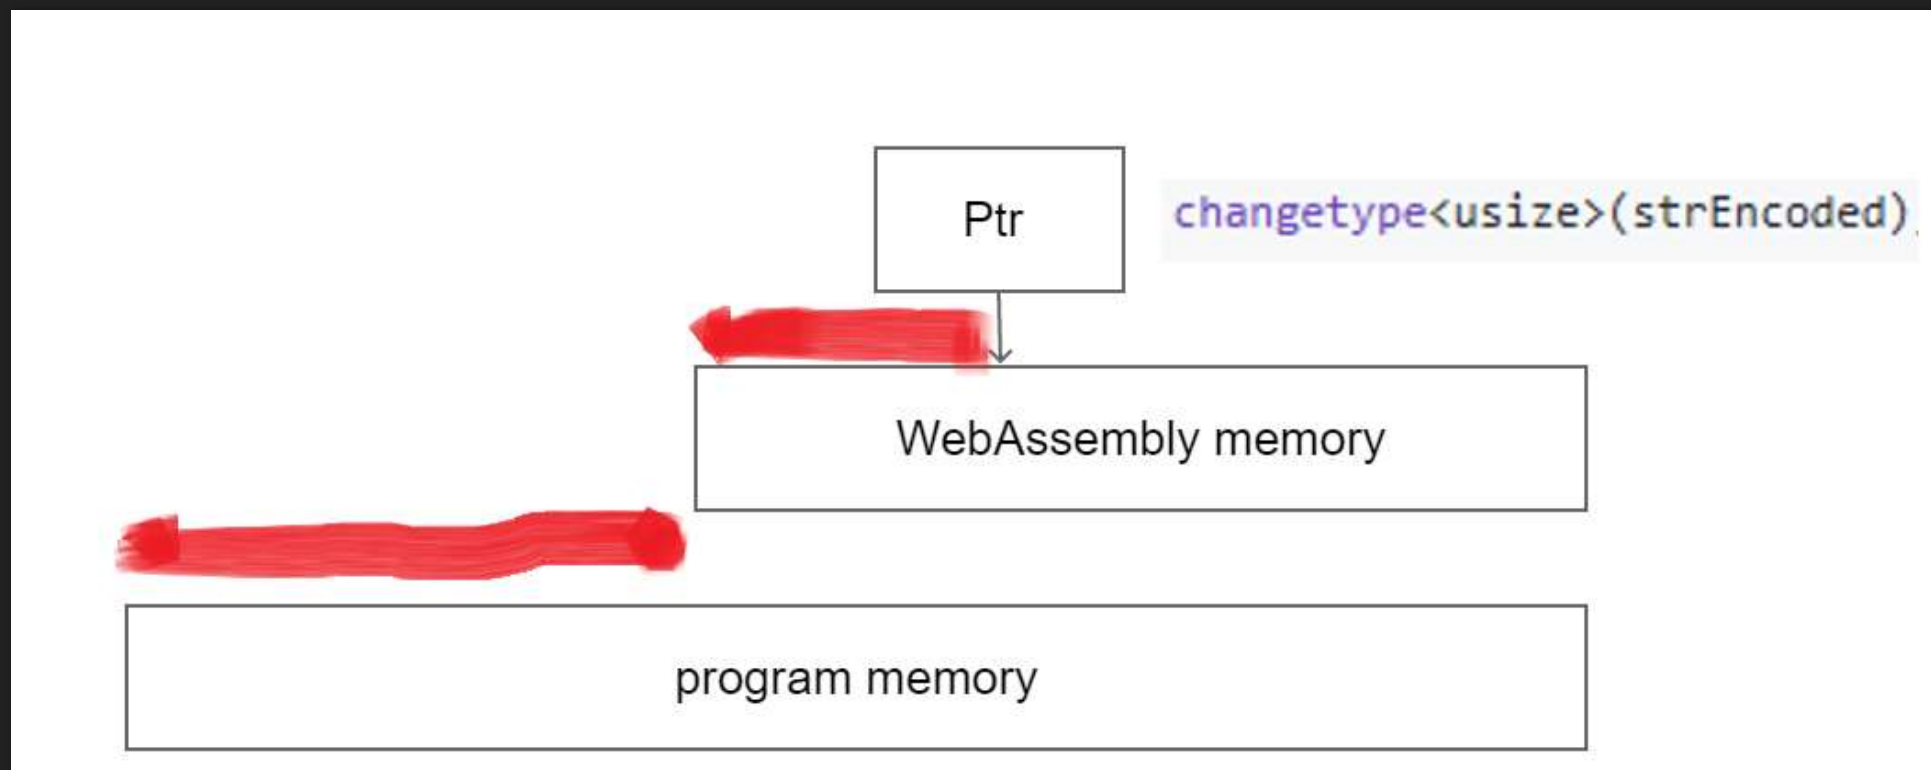 Ptr
changetype<usize>(strEncoded)
WebAssembly memory
program memory